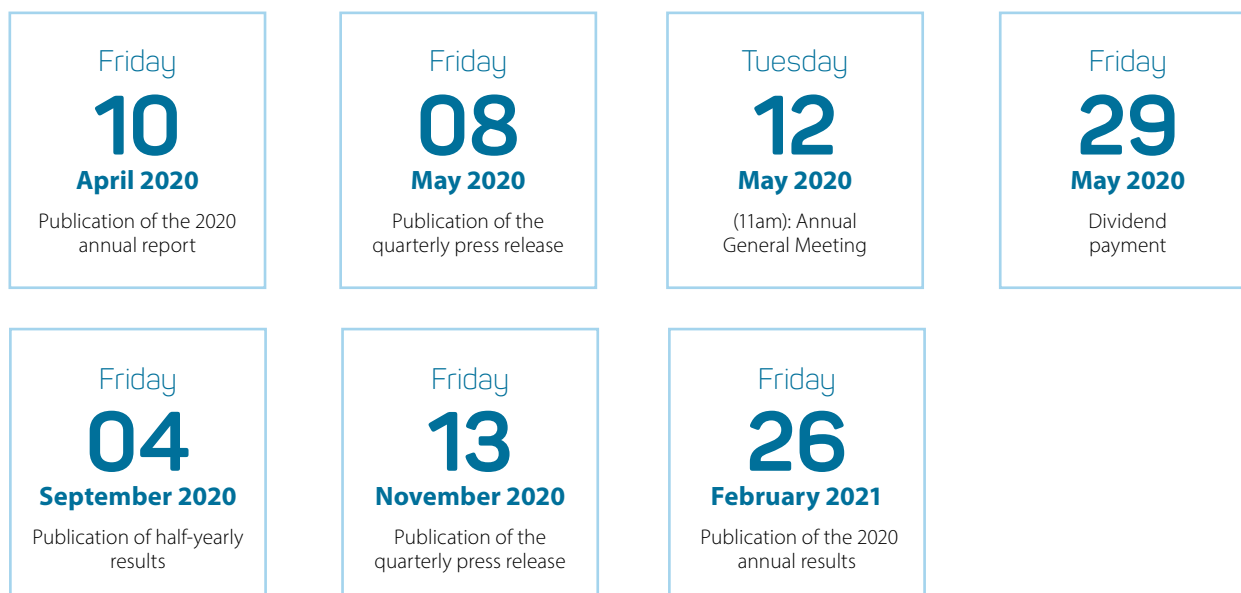 Friday
10
April 2020
Publication of the 2020
annual report
Friday
08
May 2020
Publication of the
quarterly press release
Tuesday
12
May 2020
(11am): Annual
General Meeting
Friday
29
May 2020
Dividend
payment
Friday
04
September 2020
Publication of half-yearly
results
Friday
13
November 2020
Publication of the
quarterly press release
Friday
26
February 2021
Publication of the 2020
annual results